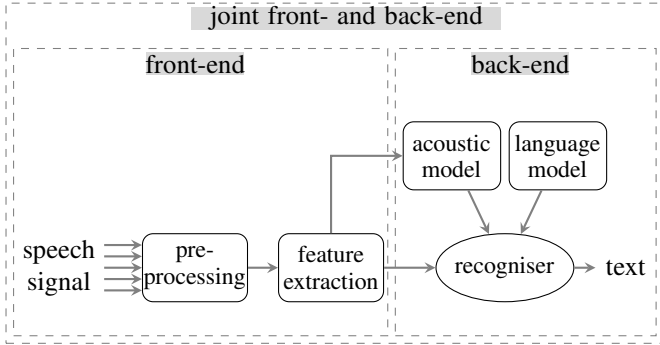 joint front- and back-end
front-end
back-end
acoustic
model
language
model
speech
signal
pre-
processing
feature
extraction
recogniser
text